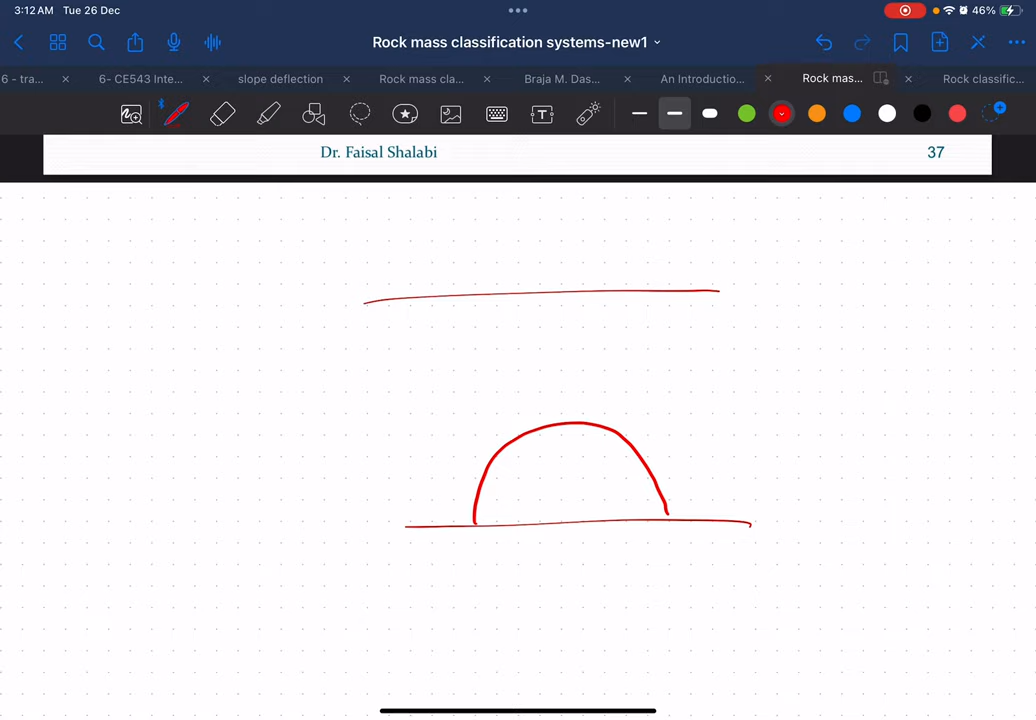 3:12 AM Tue 26 Dec
46%
Rock mass classification systems-new1
6 - tra...
6- CE543 Inte...
slope deflection
Rock mass cla...
Braja M. Das...
An Introductio...
Rock mas...
Rock classific...
Dr. Faisal Shalabi
37